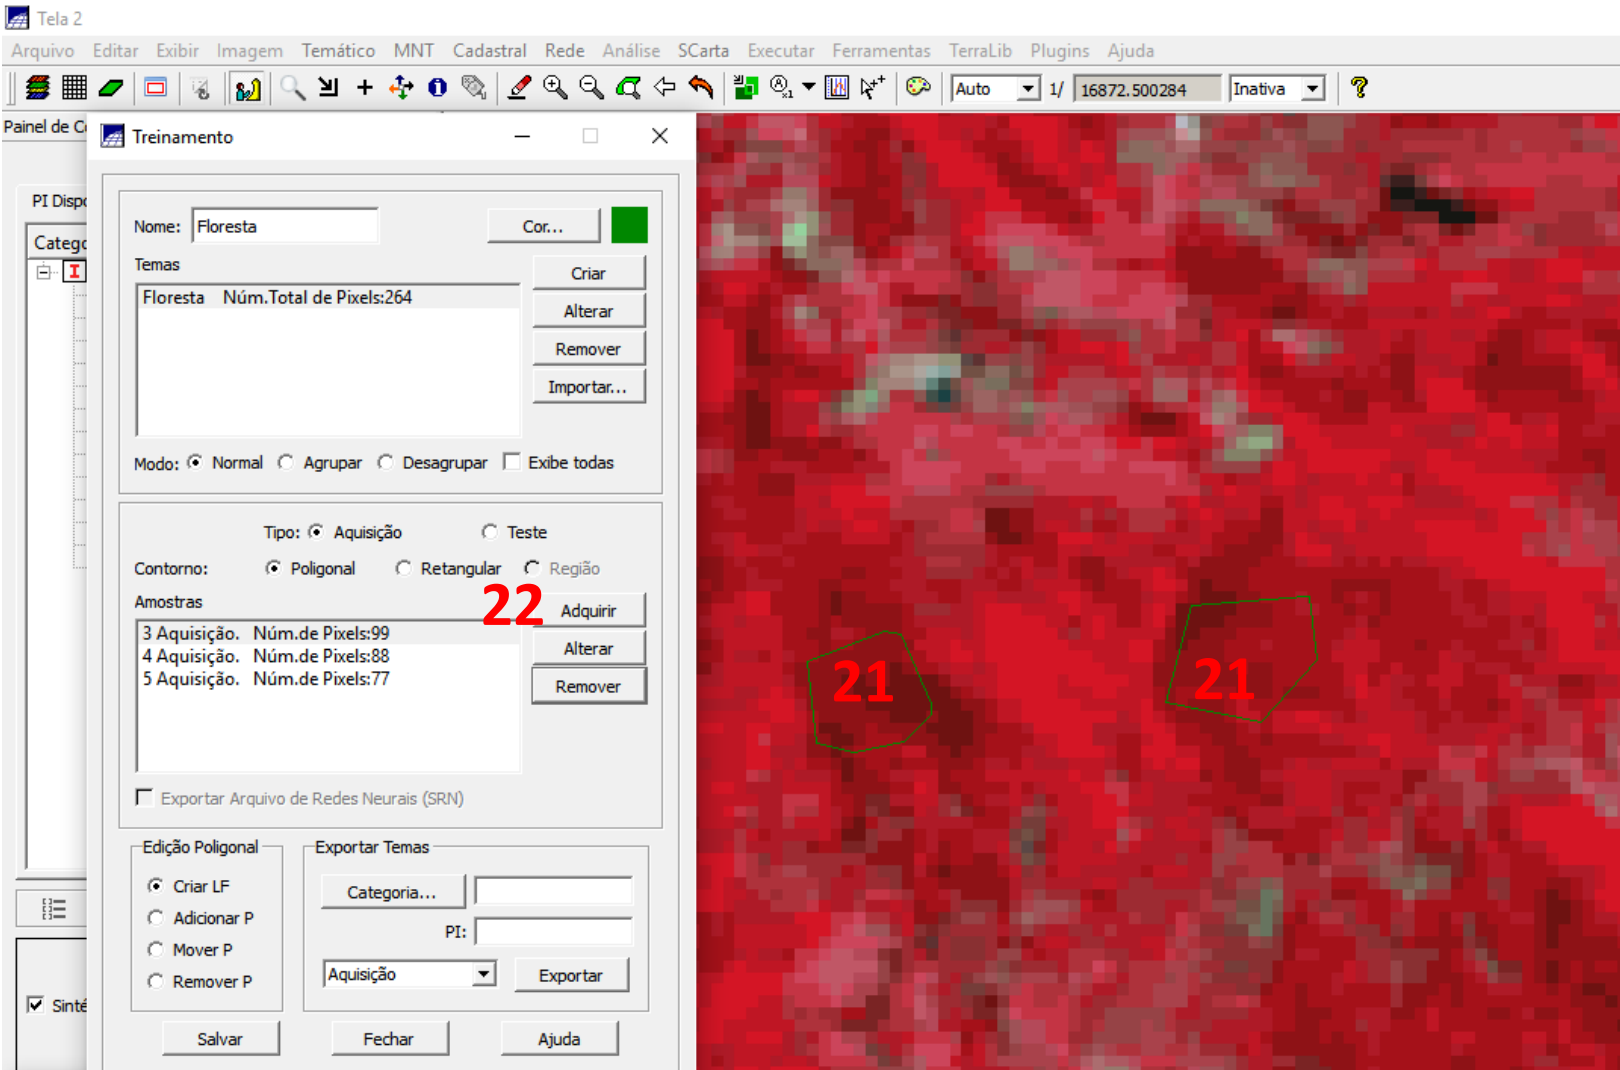 Tela 2
Arquivo Editar Exibir Imagem Temático MNT Cadastral Rede Análise SCarta Executar Ferramentas TerraLib Plugins Ajuda
Auto 1/ 16872.500284 Inativa
Painel de C
Treinamento
PI Dispo
Catego
Nome: Floresta Cor...
Temas
Criar
Floresta Núm.Total de Pixels:264
Alterar
Remover
Importar...
Modo: Normal Agrupar Desagrupar Exibe todas
Tipo: Aquisição Teste
Contorno: Poligonal Retangular Região
Amostras
22
Adquirir
3 Aquisição. Núm.de Pixels:99
Alterar
4 Aquisição. Núm.de Pixels:88
5 Aquisição. Núm.de Pixels:77
Remover
21
21
Exportar Arquivo de Redes Neurais (SRN)
Edição Poligonal
Exportar Temas
Criar LF
Categoria...
Adicionar P
PI:
Mover P
Aquisição
Exportar
Remover P
Sinté
Salvar Fechar Ajuda